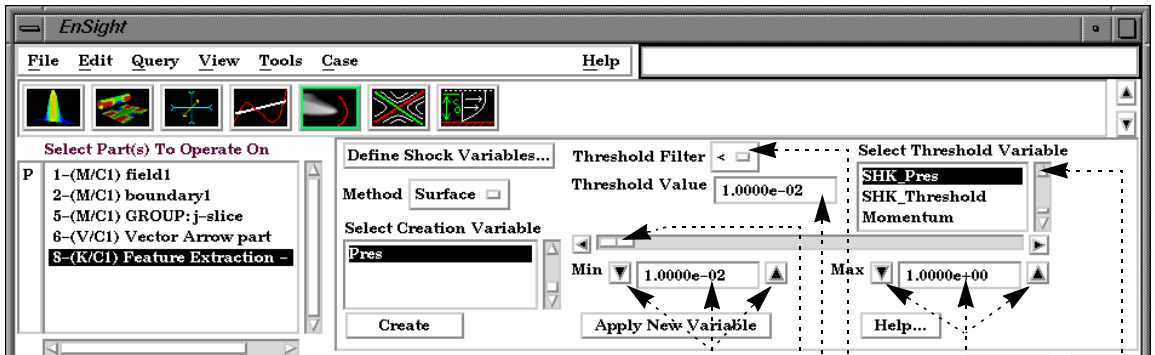 EnSight
File Edit Query View Tools Case Help
Select Part(s) To Operate On
P
1-(M/C1) field1
2-(M/C1) boundary1
5-(M/C1) GROUP:j-slice
6-(V/C1) Vector Arrow part
8-(K/C1) Feature Extraction -
Define Shock Variables...
Method Surface
Select Creation Variable
Pres
Create
Threshold Filter <
Threshold Value 1.0000e-02
Select Threshold Variable
SHK_Pres
SHK_Threshold
Momentum
Min 1.0000e-02
Max 1.0000e+00
Apply New Variable
Help...